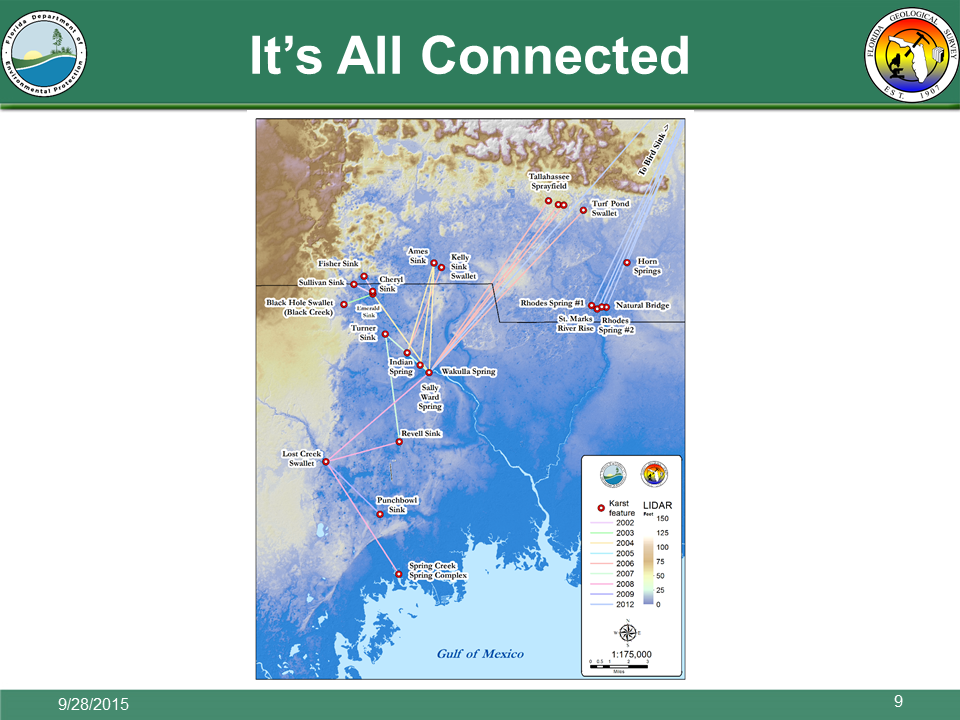 Florida Department of
Environmental Protection
It's All Connected
FLORIDA GEOLOGICAL SURVEY
EST. 1907
To Bird Sink ->
Tallahassee
Sprayfield
Turf Pond
Swallet
Ames
Sink
Kelly
Sink
Swallet
Horn
Springs
Fisher Sink
Sullivan Sink
Cheryl
Sink
Black Hole Swallet
(Black Creek)
Emerald
Sink
Rhodes Spring #1
Natural Bridge
St. Marks
River Rise
Rhodes
Spring #2
Turner
Sink
Indian
Spring
Wakulla Spring
Sally
Ward
Spring
Revell Sink
Lost Creek
Swallet
Punchbowl
Sink
Spring Creek
Spring Complex
Gulf of Mexico
Karst
feature
2002
2003
2004
2005
2006
2007
2008
2009
2012
LIDAR
Feet
150
125
100
75
50
25
0
N
W E
S
1:175,000
0 0.5 1 2 3
Miles
9/28/2015
9